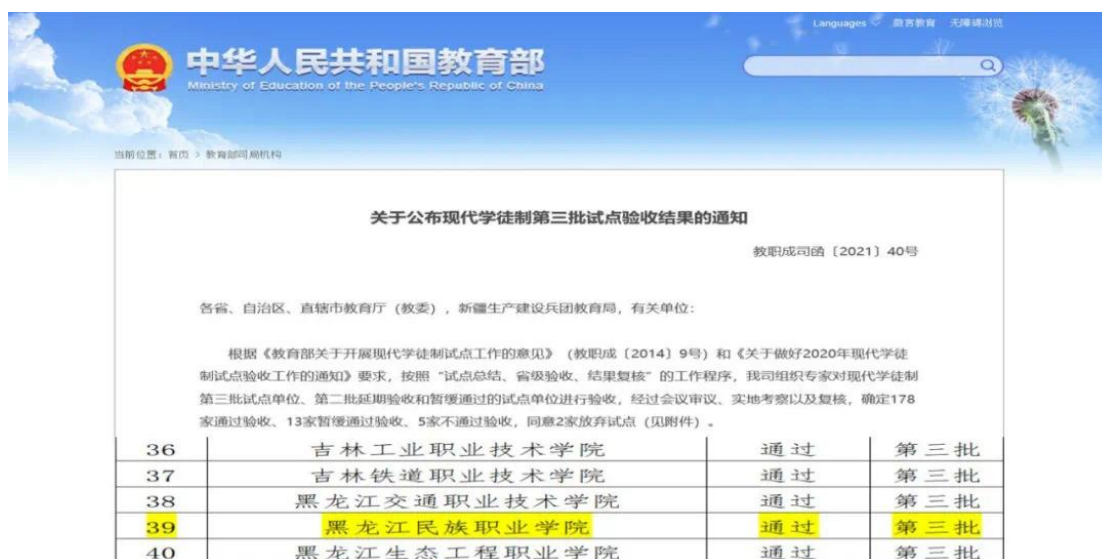 Languages 微言教育 无障碍浏览
中华人民共和国教育部
Ministry of Education of the People's Republic of China
当前位置：首页 > 教育部司局机构
关于公布现代学徒制第三批试点验收结果的通知
教职成司函〔2021〕40号
各省、自治区、直辖市教育厅（教委），新疆生产建设兵团教育局，有关单位：
根据《教育部关于开展现代学徒制试点工作的意见》（教职成〔2014〕9号）和《关于做好2020年现代学徒
制试点验收工作的通知》要求，按照“试点总结、省级验收、结果复核”的工作程序，我司组织专家对现代学徒制
第三批试点单位、第二批延期验收和暂缓通过的试点单位进行验收，经过会议审议、实地考察以及复核，确定178
家通过验收、13家暂缓通过验收、5家不通过验收，同意2家放弃试点（见附件）。
36 吉林工业职业技术学院 通过 第三批
37 吉林铁道职业技术学院 通过 第三批
38 黑龙江交通职业技术学院 通过 第三批
39 黑龙江民族职业学院 通过 第三批
40 黑龙江生态工程职业学院 通过 第三批